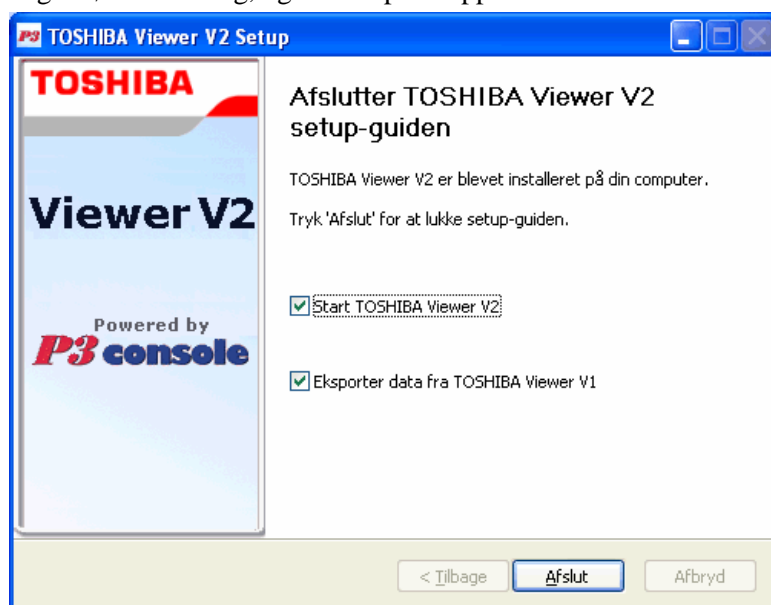 TOSHIBA Viewer V2 Setup
TOSHIBA
Viewer V2
Powered by
P3 console
Afslutter TOSHIBA Viewer V2
setup-guiden
TOSHIBA Viewer V2 er blevet installeret på din computer.
Tryk 'Afslut' for at lukke setup-guiden.
Start TOSHIBA Viewer V2
Eksporter data fra TOSHIBA Viewer V1
< Tilbage
Afslut
Afbryd